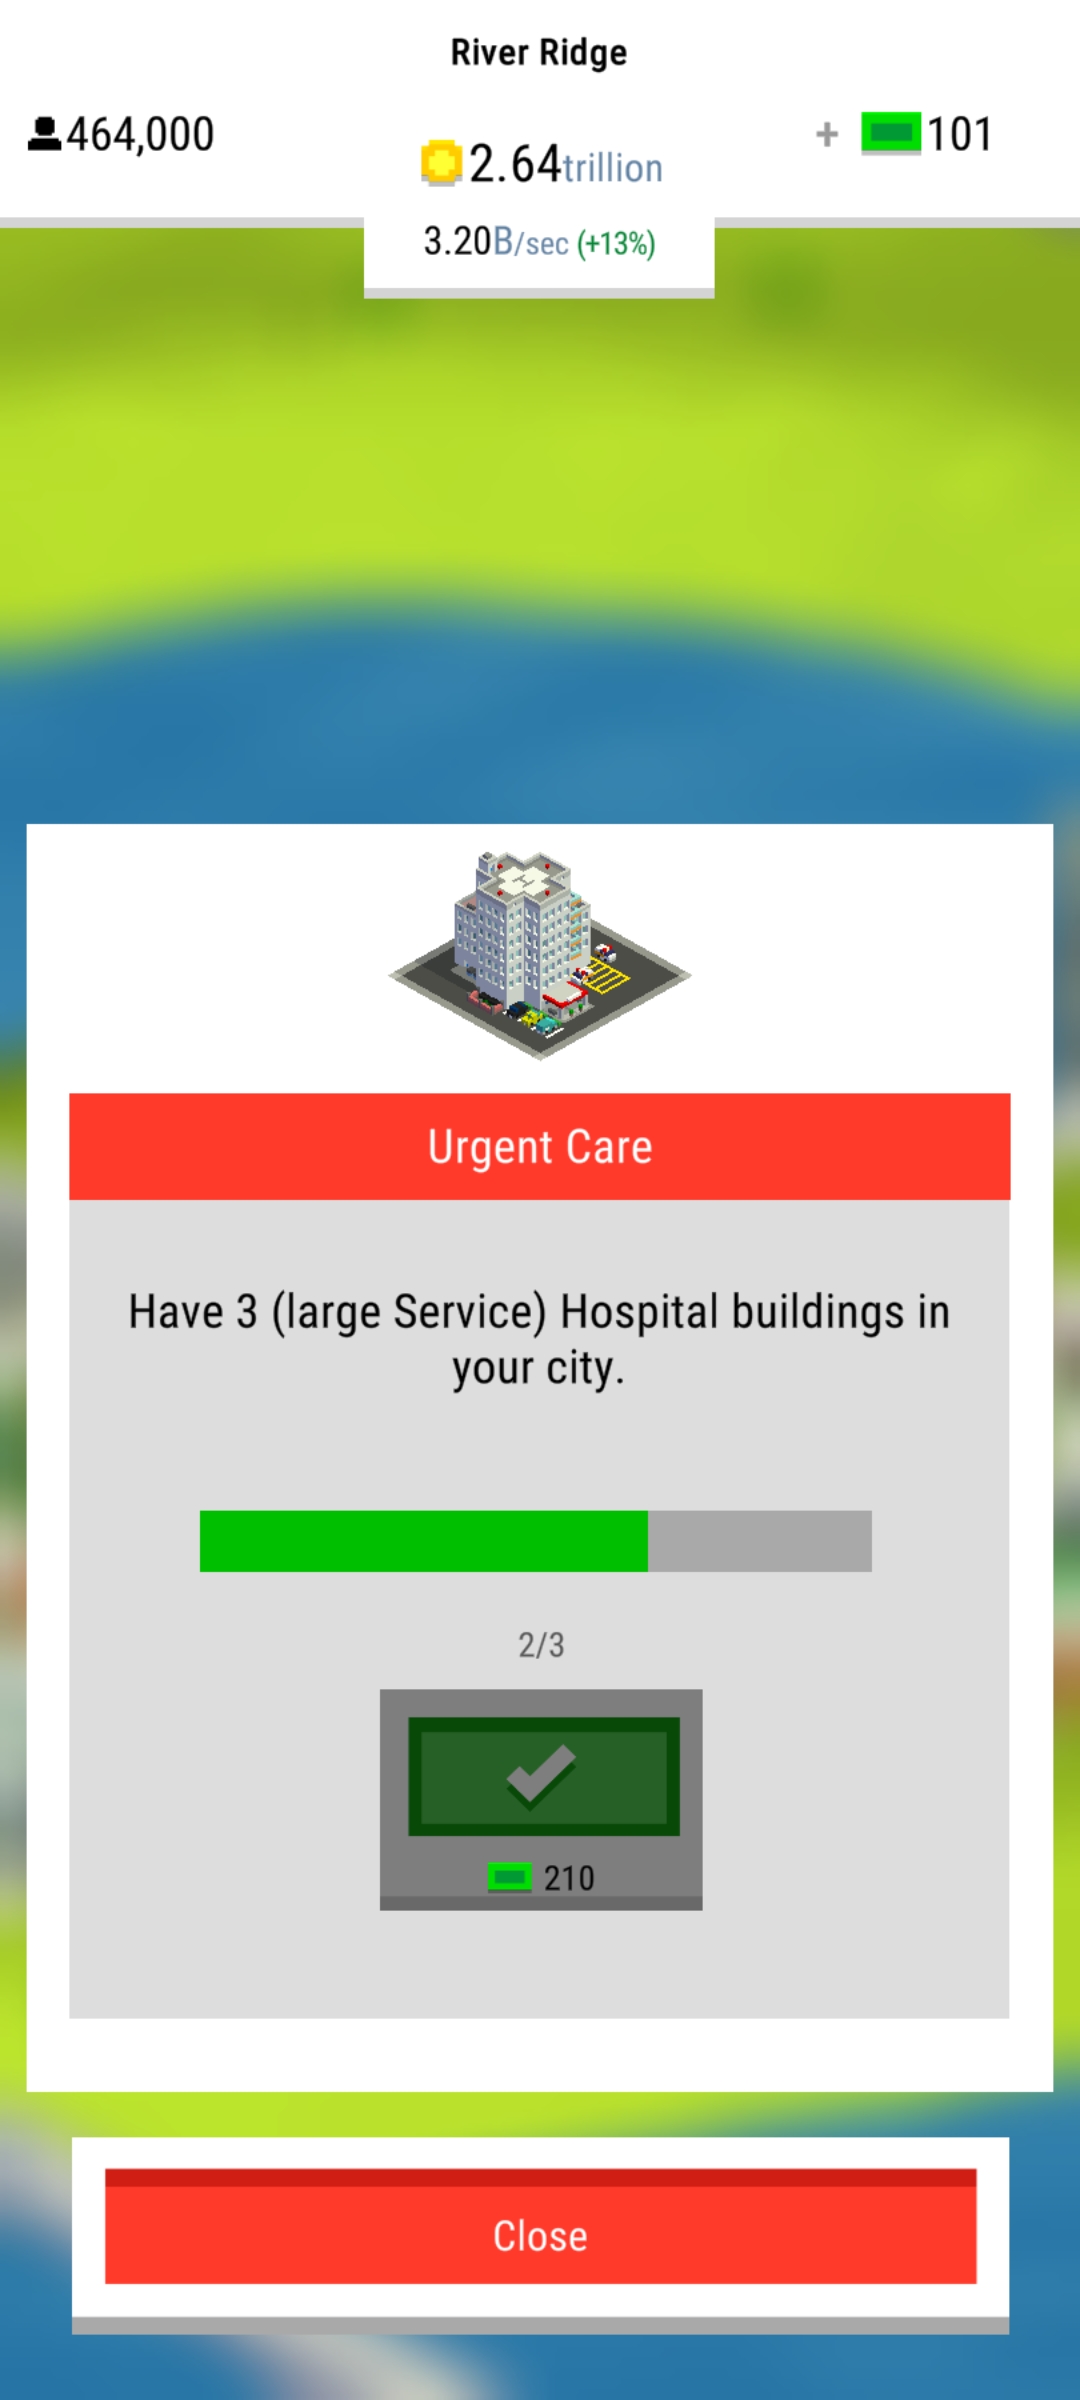 River Ridge
464,000
2.64trillion
+ 101
3.20B/sec (+13%)
Urgent Care
Have 3 (large Service) Hospital buildings in
your city.
2/3
210
Close